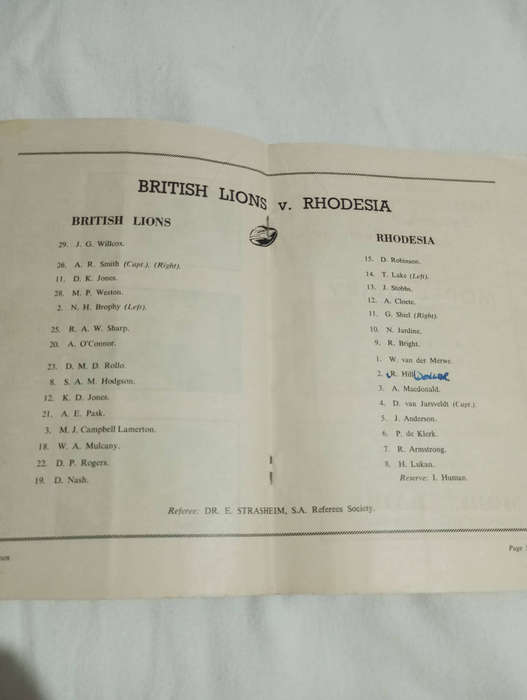 BRITISH LIONS v. RHODESIA
BRITISH LIONS
29. J. G. Willcox.
26. A. R. Smith (Capt.), (Right).
11. D. K. Jones.
28. M. P. Weston.
2. N. H. Brophy (Left).
25. R. A. W. Sharp.
20. A. O'Connor.
23. D. M. D. Rollo.
8. S. A. M. Hodgson.
12. K. D. Jones.
21. A. E. Pask.
3. M. J. Campbell Lamerton.
18. W. A. Mulcany.
22. D. P. Rogers.
19. D. Nash.
RHODESIA
15. D. Robinson.
14. T. Lake (Left).
13. J. Stobbs.
12. A. Cloete.
11. G. Shiel (Right).
10. N. Jardine.
9. R. Bright.
1. W. van der Merwe.
2. R. Hill
3. A. Macdonald.
4. D. van Jarsveldt (Capt.)
5. J. Anderson.
6. P. de Klerk.
7. R. Armstrong.
8. H. Lukan.
Reserve: I. Human.
Referee: DR. E. STRASHEIM, S.A. Referees Society.
Page